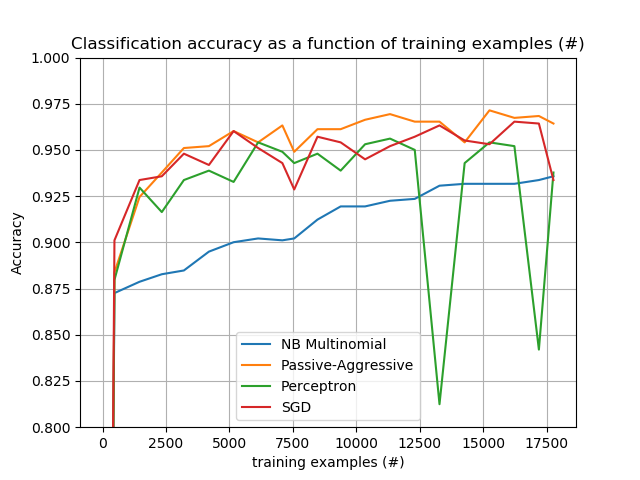 Classification accuracy as a function of training examples (#)
1.000
0.975
0.950
0.925
0.900
0.875
0.850
0.825
0.800
Accuracy
NB Multinomial
Passive-Aggressive
Perceptron
SGD
0 2500 5000 7500 10000 12500 15000 17500
training examples (#)